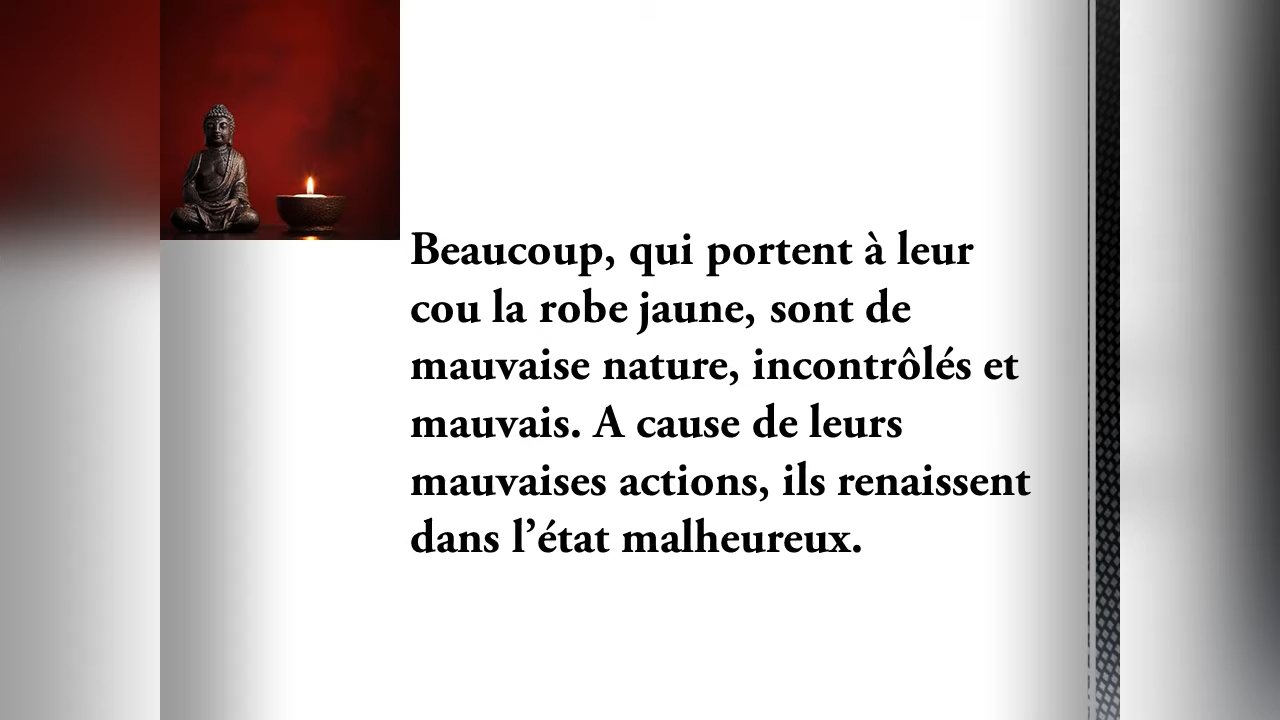 Beaucoup, qui portent à leur
cou la robe jaune, sont de
mauvaise nature, incontrôlés et
mauvais. A cause de leurs
mauvaises actions, ils renaissent
dans l’état malheureux.